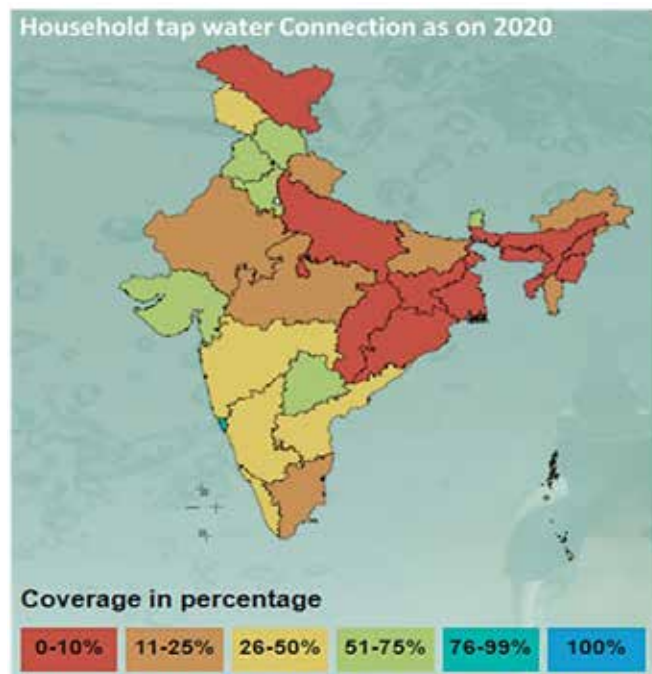 Household tap water Connection as on 2020
Coverage in percentage
0-10% 11-25% 26-50% 51-75% 76-99% 100%